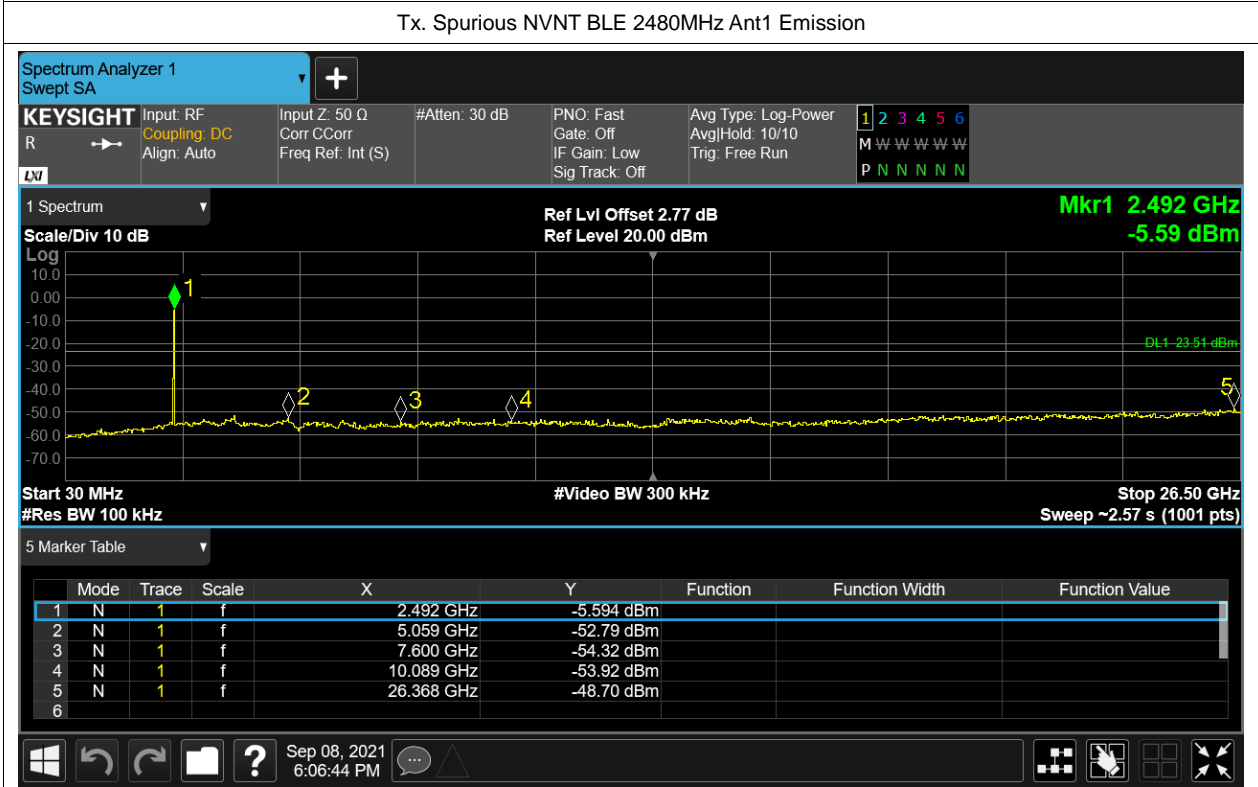 Tx. Spurious NVNT BLE 2480MHz Ant1 Emission
Spectrum Analyzer 1
Swept SA
+
KEYSIGHT
R
LXI
Input: RF
Coupling: DC
Align: Auto
Input Z: 50 Ω
Corr CCorr
Freq Ref: Int (S)
#Atten: 30 dB
PNO: Fast
Gate: Off
IF Gain: Low
Sig Track: Off
Avg Type: Log-Power
Avg|Hold: 10/10
Trig: Free Run
1 2 3 4 5 6
M W W W W W
P N N N N N
1 Spectrum
Scale/Div 10 dB
Ref Lvl Offset 2.77 dB
Ref Level 20.00 dBm
Mkr1 2.492 GHz
-5.59 dBm
Log
10.0
0.00
-10.0
-20.0
-30.0
-40.0
-50.0
-60.0
-70.0
1
2
3
4
5
DL1 -23.51 dBm
Start 30 MHz
#Res BW 100 kHz
#Video BW 300 kHz
Stop 26.50 GHz
Sweep ~2.57 s (1001 pts)
5 Marker Table
Mode Trace Scale X Y Function Function Width Function Value
1 N 1 f 2.492 GHz -5.594 dBm
2 N 1 f 5.059 GHz -52.79 dBm
3 N 1 f 7.600 GHz -54.32 dBm
4 N 1 f 10.089 GHz -53.92 dBm
5 N 1 f 26.368 GHz -48.70 dBm
6
?
Sep 08, 2021
6:06:44 PM